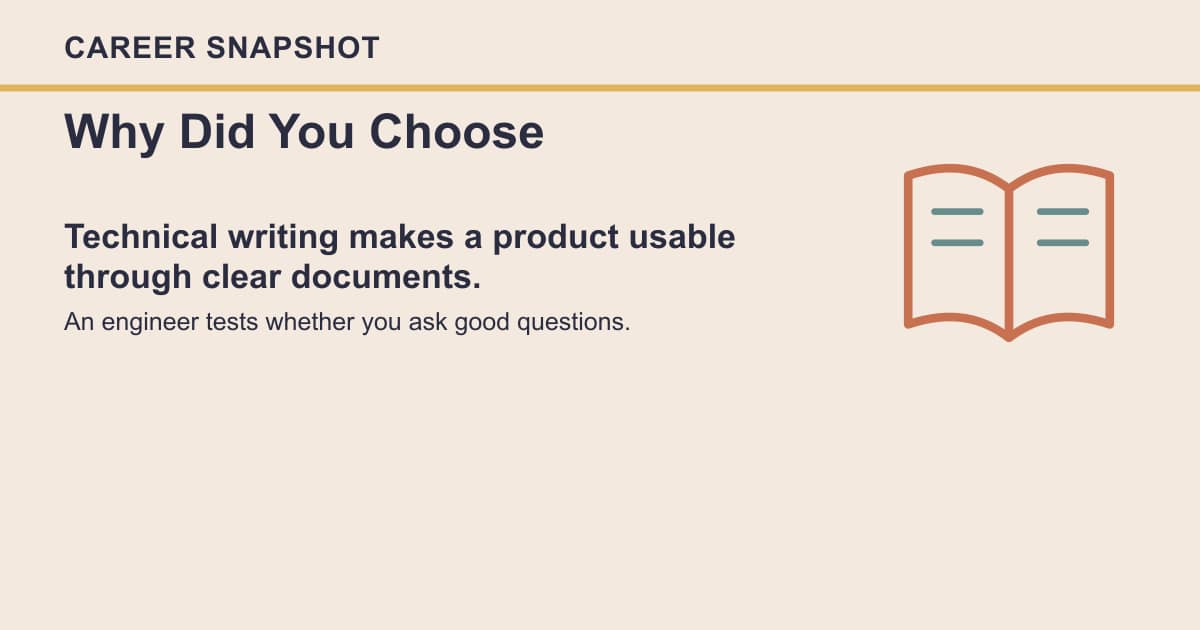 CAREER SNAPSHOT
Why Did You Choose
Technical writing makes a product usable
through clear documents.
An engineer tests whether you ask good questions.